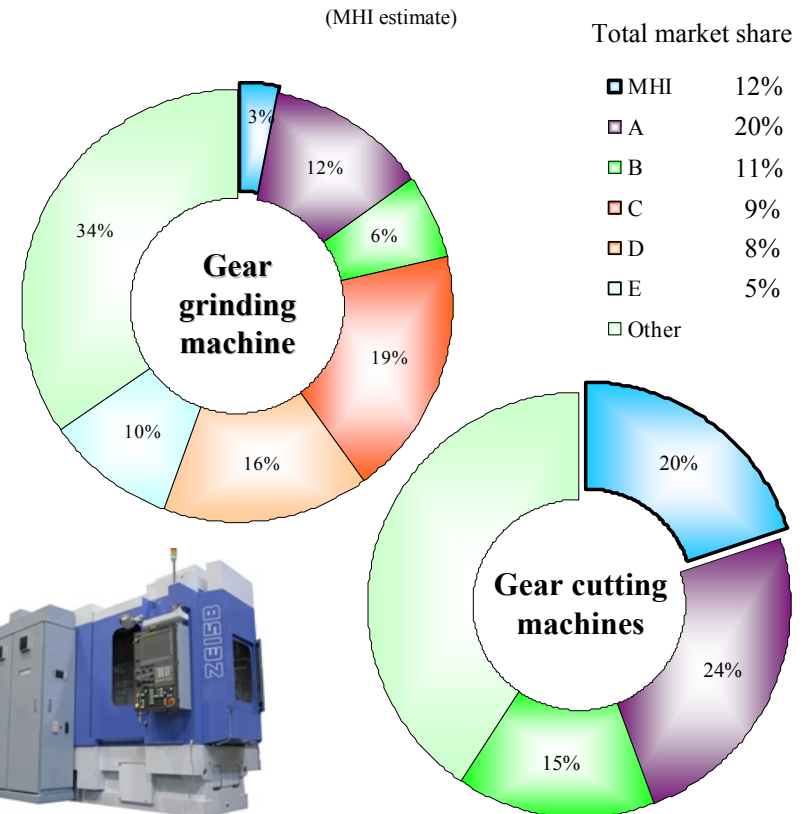 (MHI estimate)
Total market share
MHI 12%
A 20%
B 11%
C 9%
D 8%
E 5%
Other
3%
12%
6%
19%
16%
10%
34%
Gear
grinding
machine
20%
24%
15%
Gear cutting
machines
ZE15B